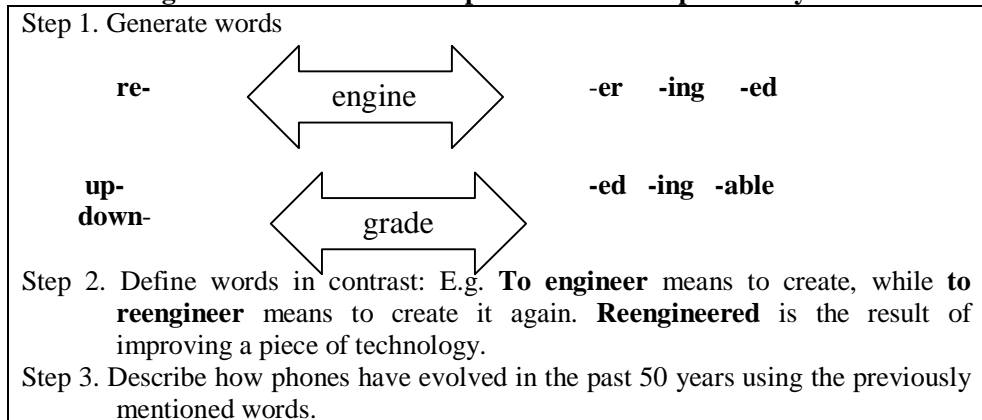 Step 1. Generate words
re- engine -er -ing -ed
up- -ed -ing -able
down- grade
Step 2. Define words in contrast: E.g. To engineer means to create, while to
reengineer means to create it again. Reengineered is the result of
improving a piece of technology.
Step 3. Describe how phones have evolved in the past 50 years using the previously
mentioned words.